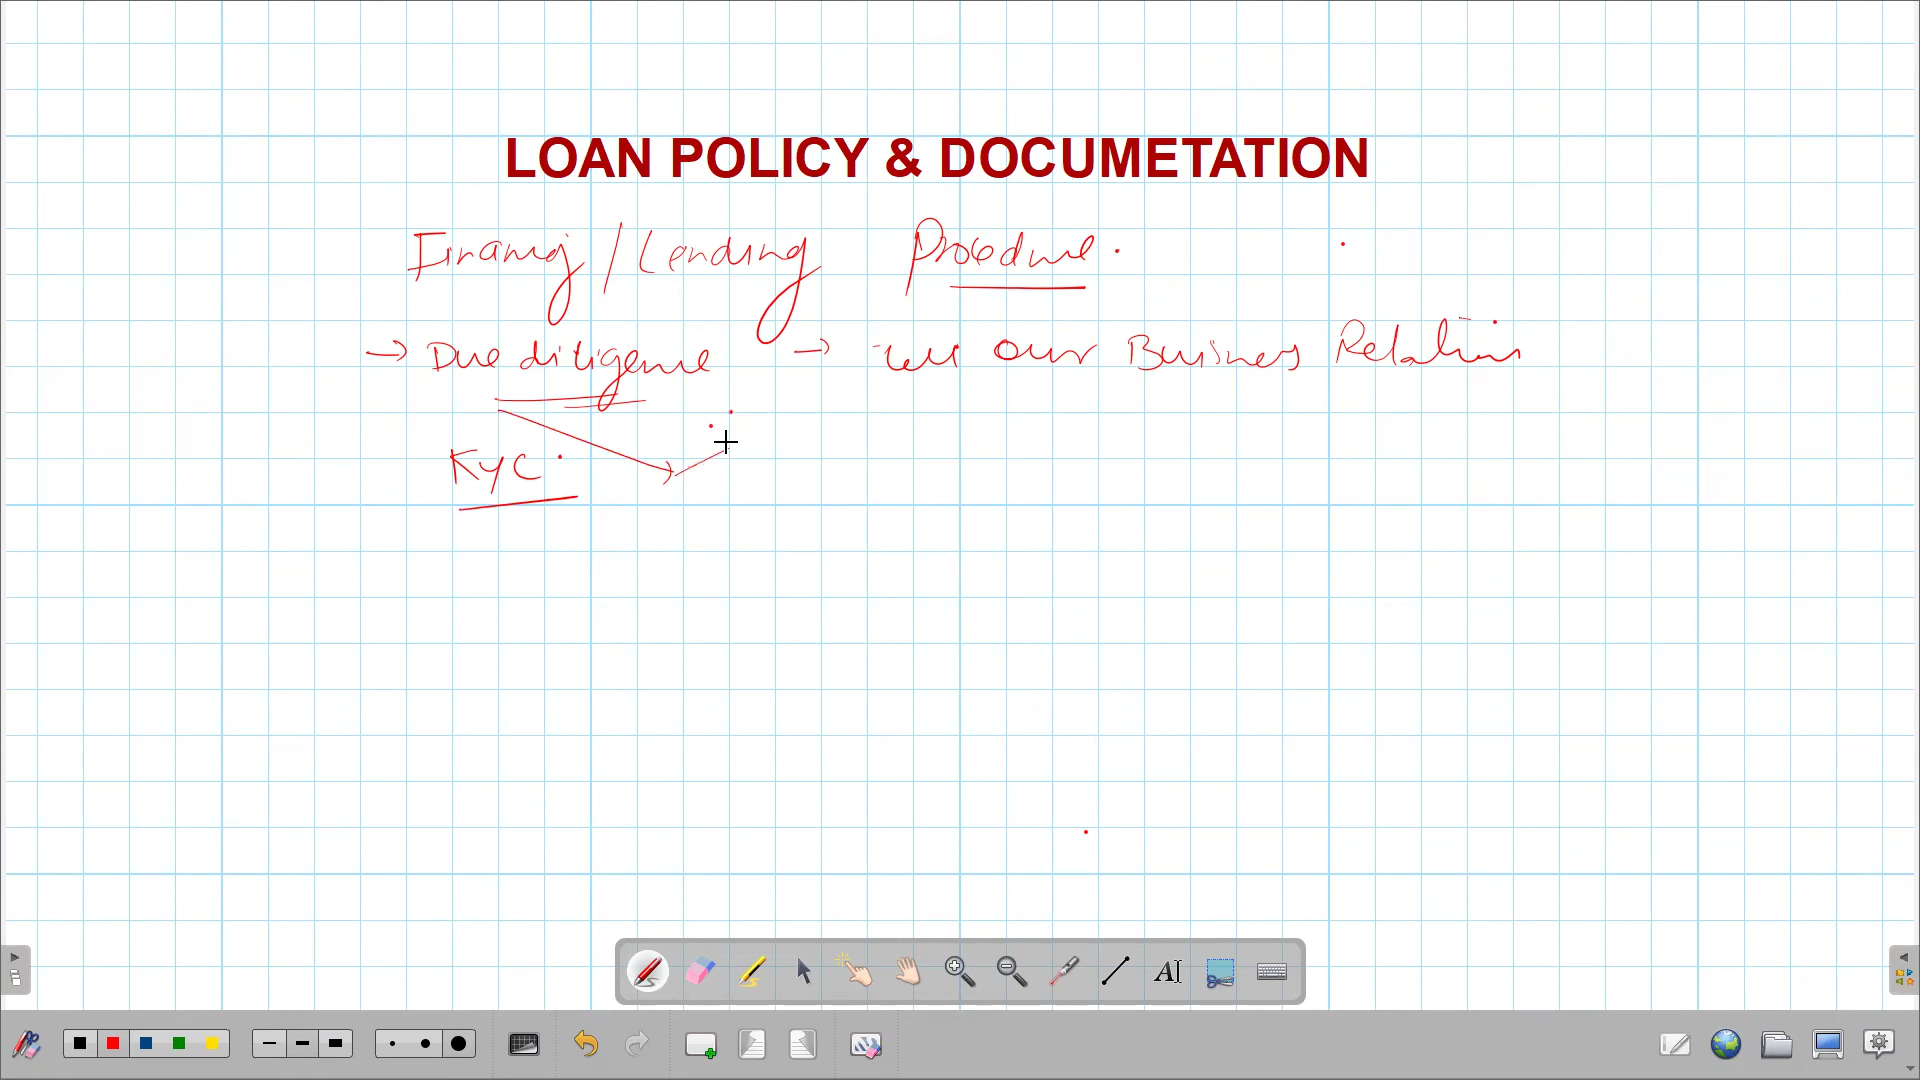 LOAN POLICY & DOCUMETATION
Financing / Lending Procedure.
→ Due diligence → our Business Relation
KYC